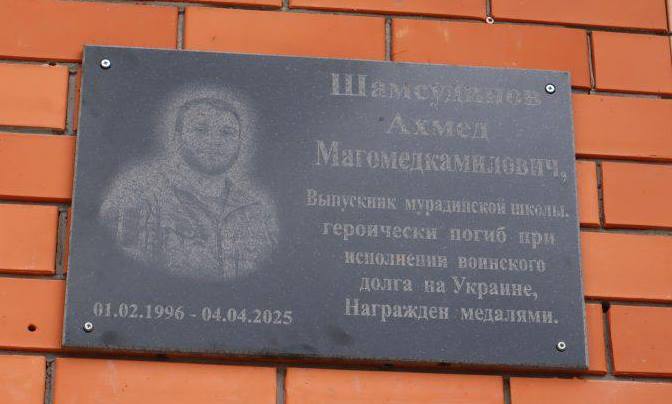 Шамсудинов
Ахмед
Магомедкамилович,
Выпускник мурадинской школы.
героически погиб при
исполнении воинского
долга на Украине,
Награжден медалями.
01.02.1996 - 04.04.2025